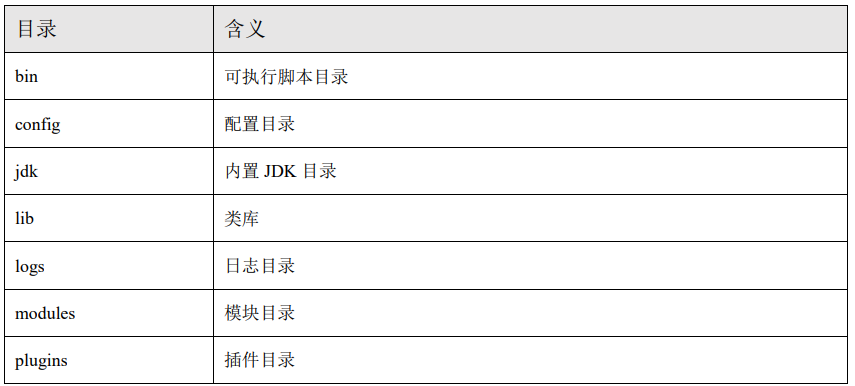 目录 含义
bin 可执行脚本目录
config 配置目录
jdk 内置 JDK 目录
lib 类库
logs 日志目录
modules 模块目录
plugins 插件目录